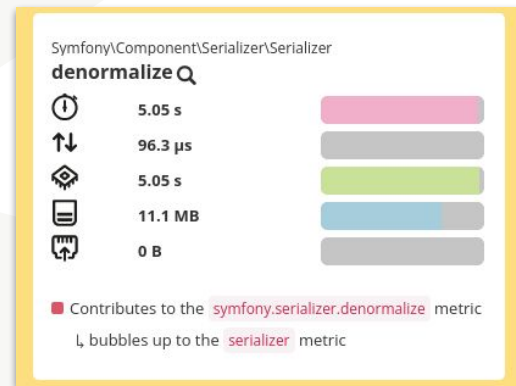 Symfony\Component\Serializer\Serializer
denormalize
5.05 s
96.3 µs
5.05 s
11.1 MB
0 B
Contributes to the symfony.serializer.denormalize metric
↳ bubbles up to the serializer metric